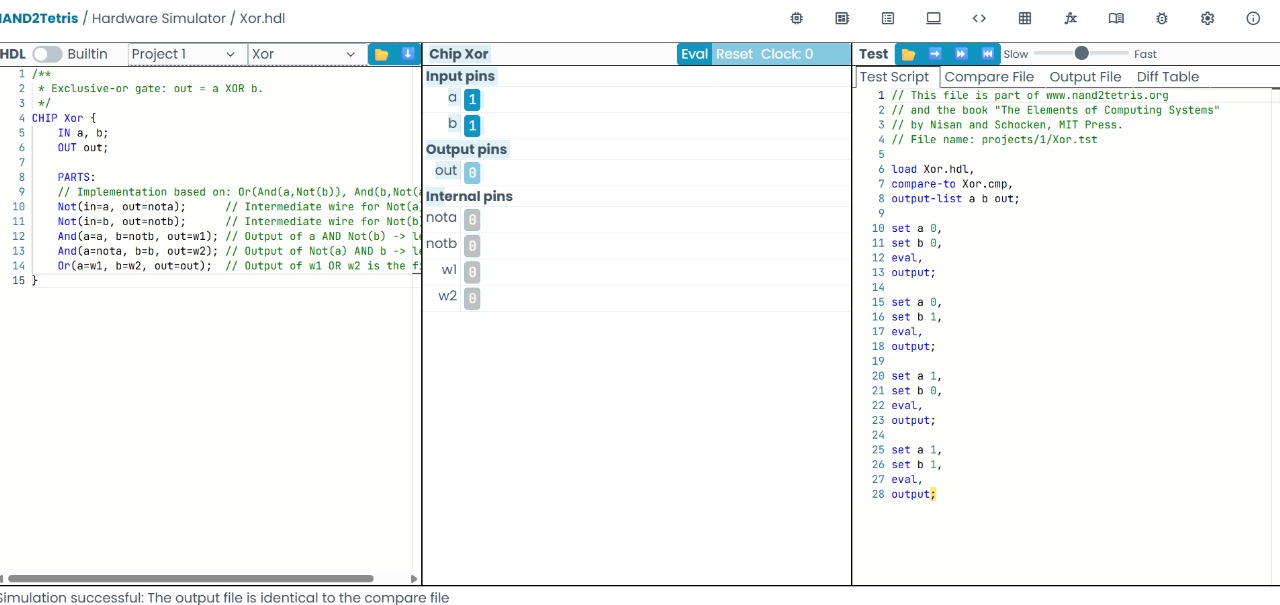 NAND2Tetris / Hardware Simulator / Xor.hdl
HDL Builtin Project 1 Xor
1 /**
2 * Exclusive-or gate: out = a XOR b.
3 */
4 CHIP Xor {
5 IN a, b;
6 OUT out;
7
8 PARTS:
9 // Implementation based on: Or(And(a,Not(b)), And(b,Not(a
10 Not(in=a, out=nota); // Intermediate wire for Not(a
11 Not(in=b, out=notb); // Intermediate wire for Not(b
12 And(a=a, b=notb, out=w1); // Output of a AND Not(b) -> le
13 And(a=nota, b=b, out=w2); // Output of Not(a) AND b -> le
14 Or(a=w1, b=w2, out=out); // Output of w1 OR w2 is the fi
15 }
Chip Xor Eval Reset Clock: 0
Input pins
a 1
b 1
Output pins
out 0
Internal pins
nota 0
notb 0
w1 0
w2 0
Test Slow Fast
Test Script Compare File Output File Diff Table
1 // This file is part of www.nand2tetris.org
2 // and the book "The Elements of Computing Systems"
3 // by Nisan and Schocken, MIT Press.
4 // File name: projects/1/Xor.tst
5
6 load Xor.hdl,
7 compare-to Xor.cmp,
8 output-list a b out;
9
10 set a 0,
11 set b 0,
12 eval,
13 output;
14
15 set a 0,
16 set b 1,
17 eval,
18 output;
19
20 set a 1,
21 set b 0,
22 eval,
23 output;
24
25 set a 1,
26 set b 1,
27 eval,
28 output;
Simulation successful: The output file is identical to the compare file